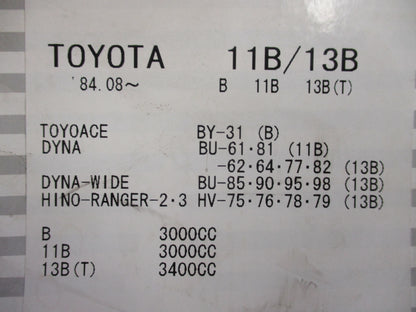 TOYOTA 11B/13B
'84.08~ B 11B 13B(T)
TOYOACE BY-31 (B)
DYNA BU-61·81 (11B)
-62·64·77·82 (13B)
DYNA-WIDE BU-85·90·95·98 (13B)
HINO-RANGER-2·3 HV-75·76·78·79 (13B)
B 3000CC
11B 3000CC
13B(T) 3400CC